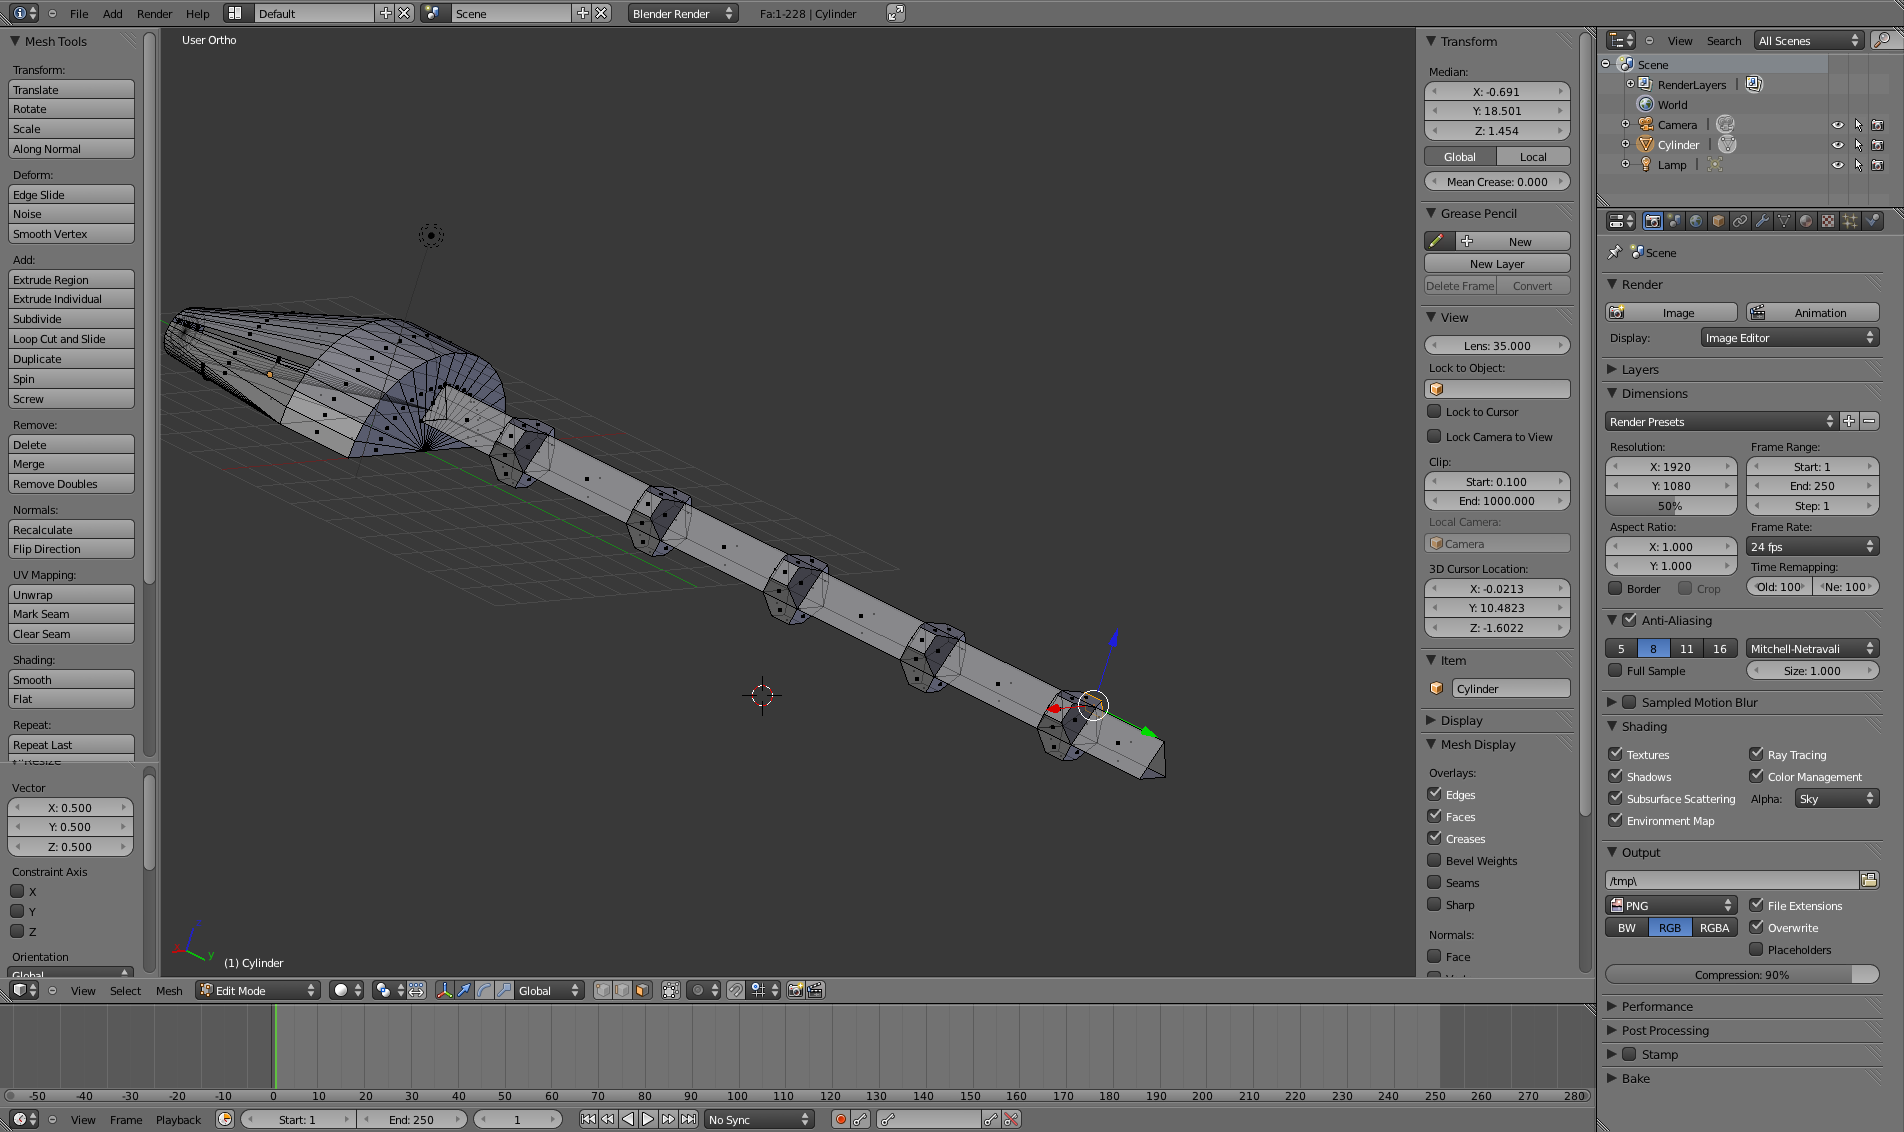 File Add Render Help Default Scene Blender Render Fa:1-228 | Cylinder
Mesh Tools
Transform:
Translate
Rotate
Scale
Along Normal
Deform:
Edge Slide
Noise
Smooth Vertex
Add:
Extrude Region
Extrude Individual
Subdivide
Loop Cut and Slide
Duplicate
Spin
Screw
Remove:
Delete
Merge
Remove Doubles
Normals:
Recalculate
Flip Direction
UV Mapping:
Unwrap
Mark Seam
Clear Seam
Shading:
Smooth
Flat
Repeat:
Repeat Last
Resize
Vector
X: 0.500
Y: 0.500
Z: 0.500
Constraint Axis
X
Y
Z
Orientation
Global
User Ortho
y
(1) Cylinder
Transform
Median:
X: -0.691
Y: 18.501
Z: 1.454
Global Local
Mean Crease: 0.000
Grease Pencil
New
New Layer
Delete Frame Convert
View
Lens: 35.000
Lock to Object:
Lock to Cursor
Lock Camera to View
Clip:
Start: 0.100
End: 1000.000
Local Camera:
Camera
3D Cursor Location:
X: -0.0213
Y: 10.4823
Z: -1.6022
Item
Cylinder
Display
Mesh Display
Overlays:
Edges
Faces
Creases
Bevel Weights
Seams
Sharp
Normals:
Face
View Select Mesh Edit Mode Global
-50 -40 -30 -20 -10 0 10 20 30 40 50 60 70 80 90 100 110 120 130 140 150 160 170 180 190 200 210 220 230 240 250 260 270 280
View Frame Playback Start: 1 End: 250 1 No Sync
View Search All Scenes
Scene
RenderLayers |
World
Camera |
Cylinder |
Lamp |
Scene
Render
Image Animation
Display: Image Editor
Layers
Dimensions
Render Presets
Resolution: Frame Range:
X: 1920 Start: 1
Y: 1080 End: 250
50% Step: 1
Aspect Ratio: Frame Rate:
X: 1.000 24 fps
Y: 1.000 Time Remapping:
Border Crop Old: 100 Ne: 100
Anti-Aliasing
5 8 11 16 Mitchell-Netravali
Full Sample Size: 1.000
Sampled Motion Blur
Shading
Textures Ray Tracing
Shadows Color Management
Subsurface Scattering Alpha: Sky
Environment Map
Output
/tmp\
PNG File Extensions
BW RGB RGBA Overwrite
Placeholders
Compression: 90%
Performance
Post Processing
Stamp
Bake